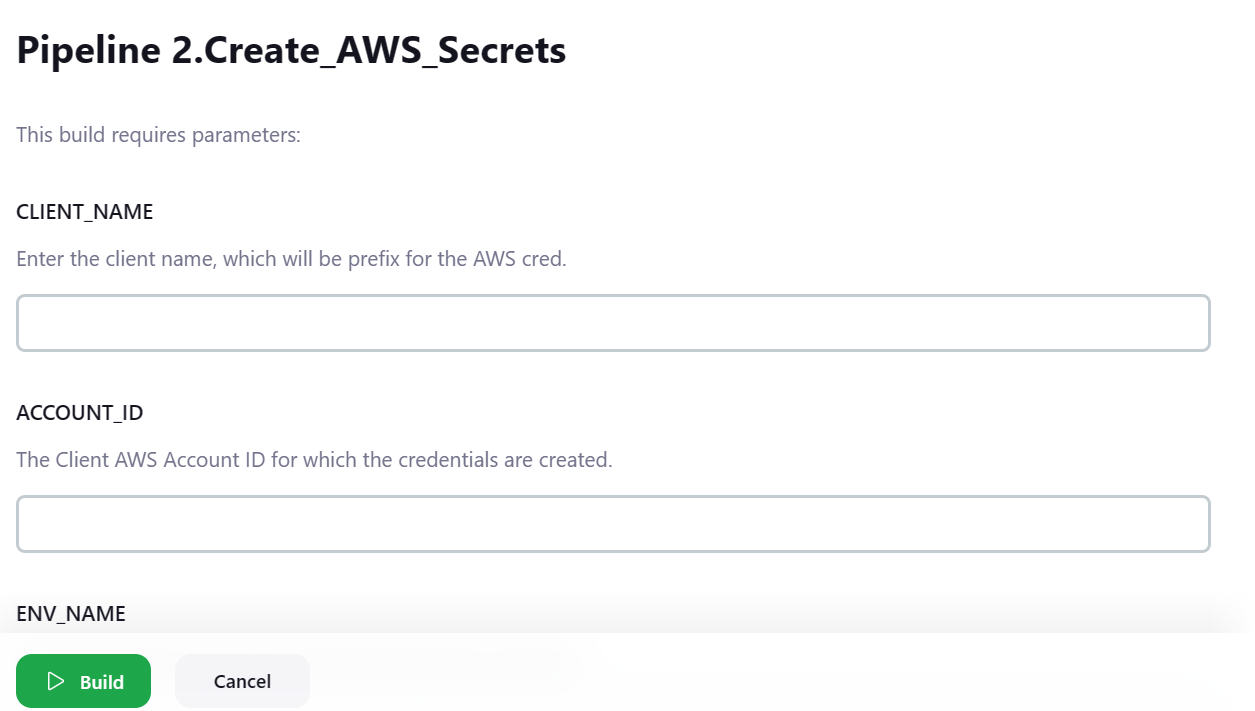 Pipeline 2.Create_AWS_Secrets
This build requires parameters:
CLIENT_NAME
Enter the client name, which will be prefix for the AWS cred.
ACCOUNT_ID
The Client AWS Account ID for which the credentials are created.
ENV_NAME
Build
Cancel